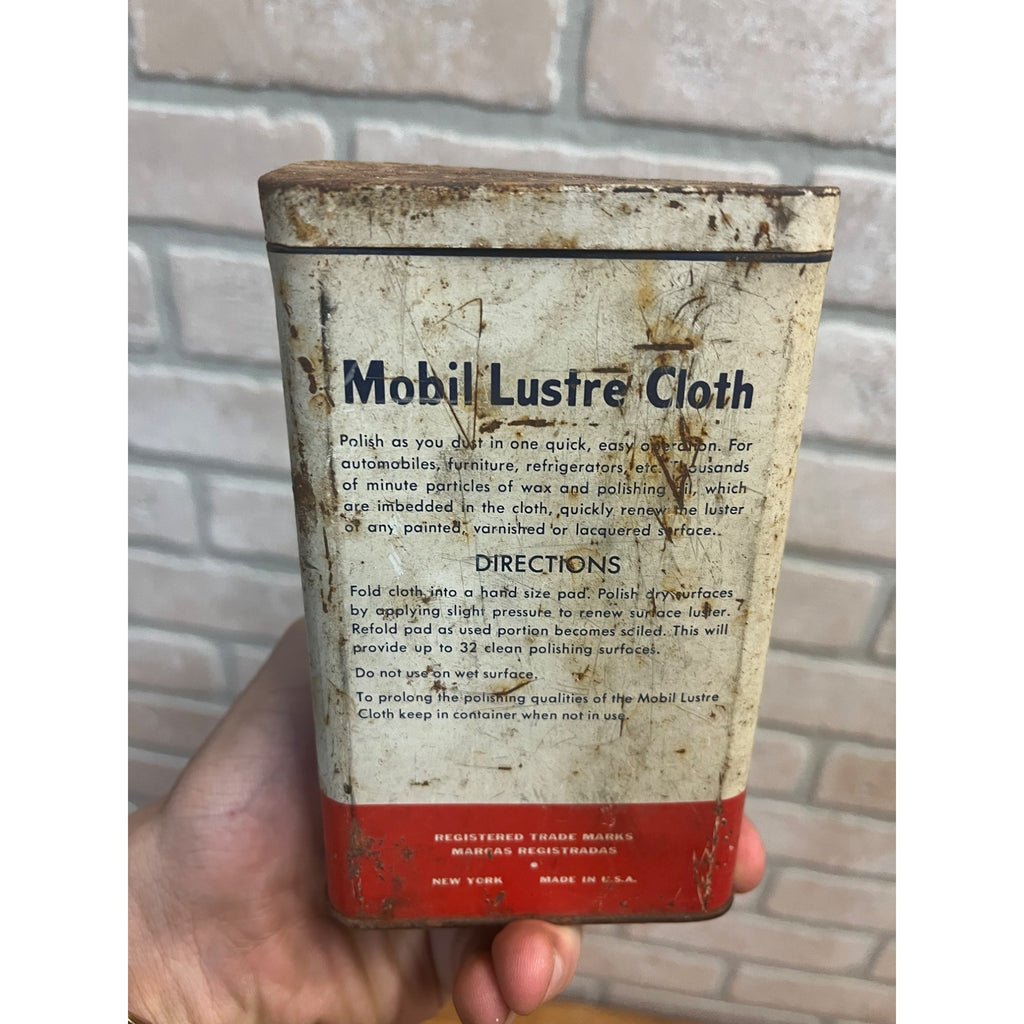 Mobil Lustre Cloth
Polish as you dust in one quick, easy operation. For
automobiles, furniture, refrigerators, etc. Thousands
of minute particles of wax and polishing oil, which
are imbedded in the cloth, quickly renew the luster
of any painted, varnished or lacquered surface.
DIRECTIONS
Fold cloth into a hand size pad. Polish dry surfaces
by applying slight pressure to renew surface luster.
Refold pad as used portion becomes soiled. This will
provide up to 32 clean polishing surfaces.
Do not use on wet surface.
To prolong the polishing qualities of the Mobil Lustre
Cloth keep in container when not in use.
REGISTERED TRADE MARKS
MARCAS REGISTRADAS
NEW YORK MADE IN U.S.A.